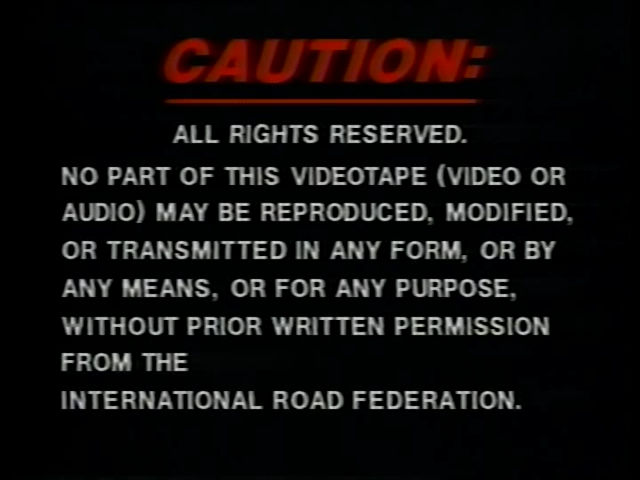 CAUTION:
ALL RIGHTS RESERVED.
NO PART OF THIS VIDEOTAPE (VIDEO OR
AUDIO) MAY BE REPRODUCED, MODIFIED,
OR TRANSMITTED IN ANY FORM, OR BY
ANY MEANS, OR FOR ANY PURPOSE,
WITHOUT PRIOR WRITTEN PERMISSION
FROM THE
INTERNATIONAL ROAD FEDERATION.